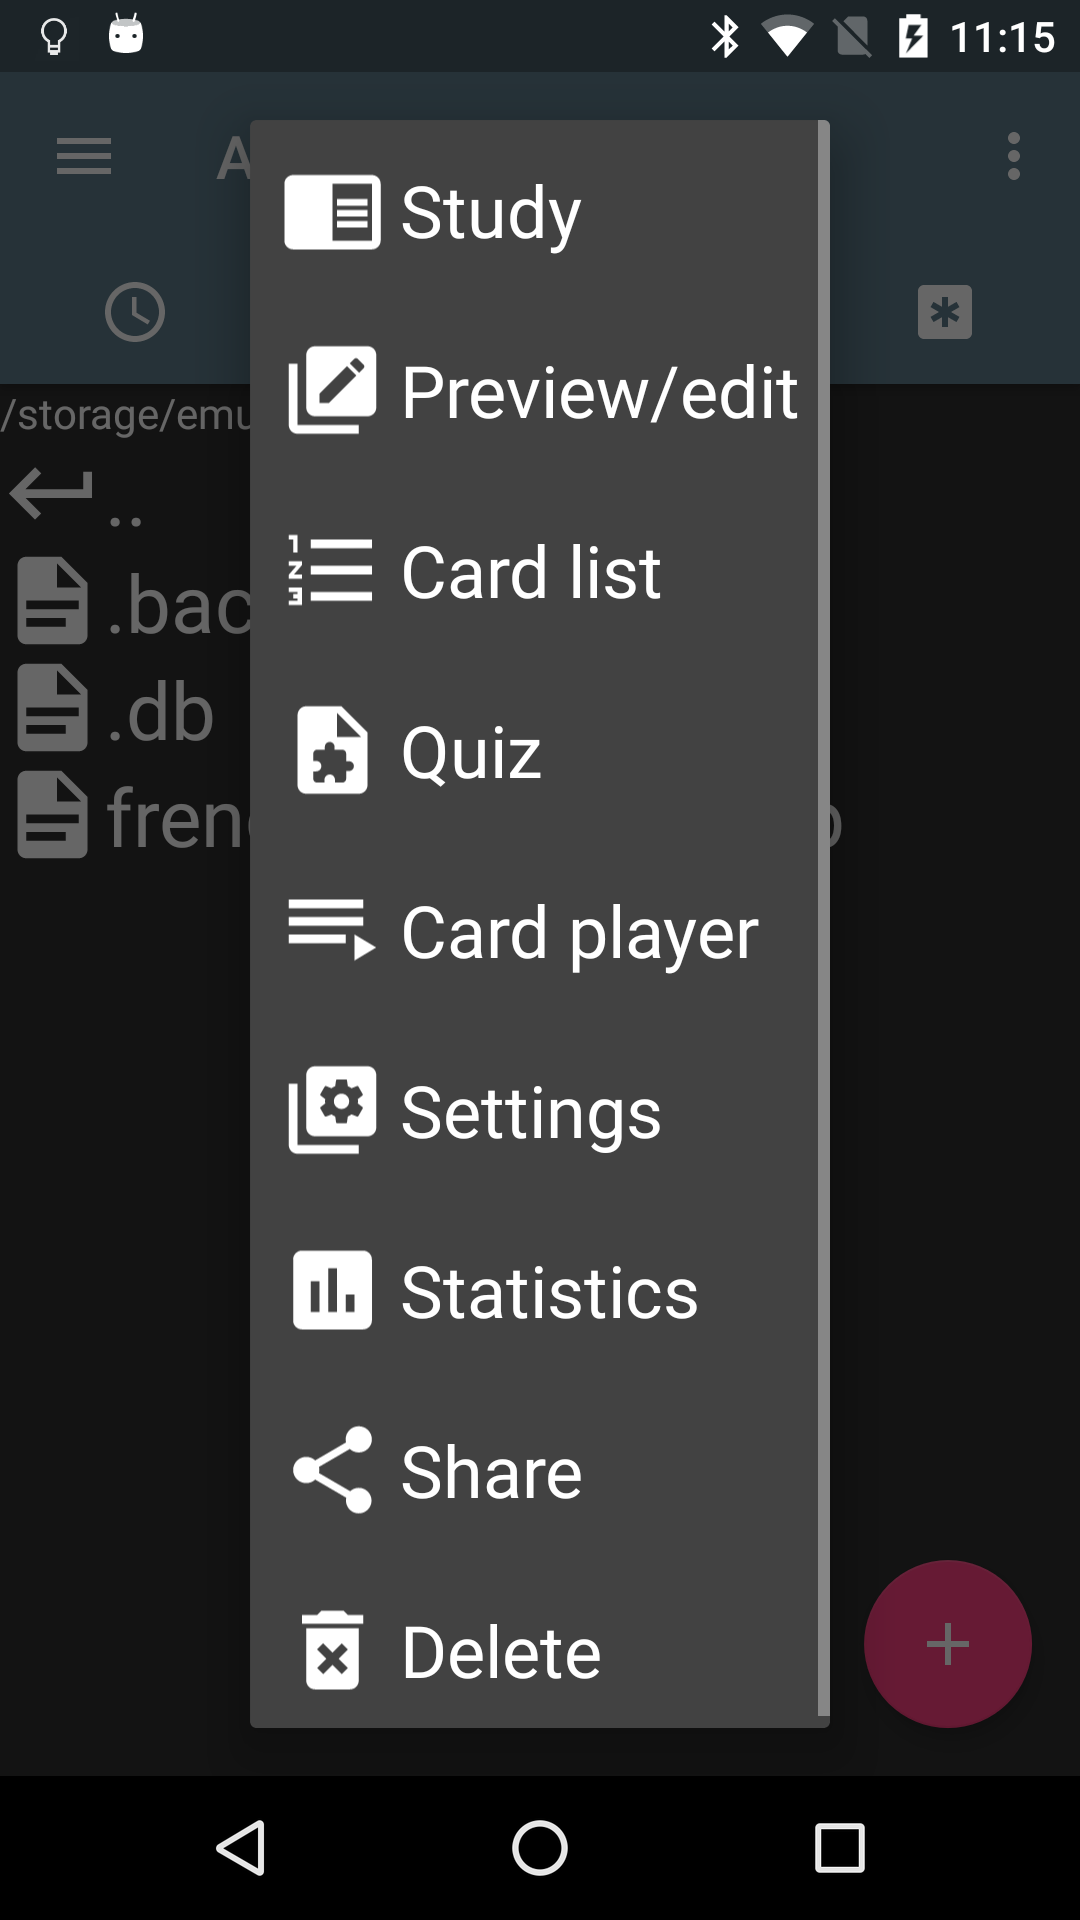 11:15
A
/storage/emu
..
.bac
.db
fren
Study
Preview/edit
Card list
Quiz
Card player
Settings
Statistics
Share
Delete